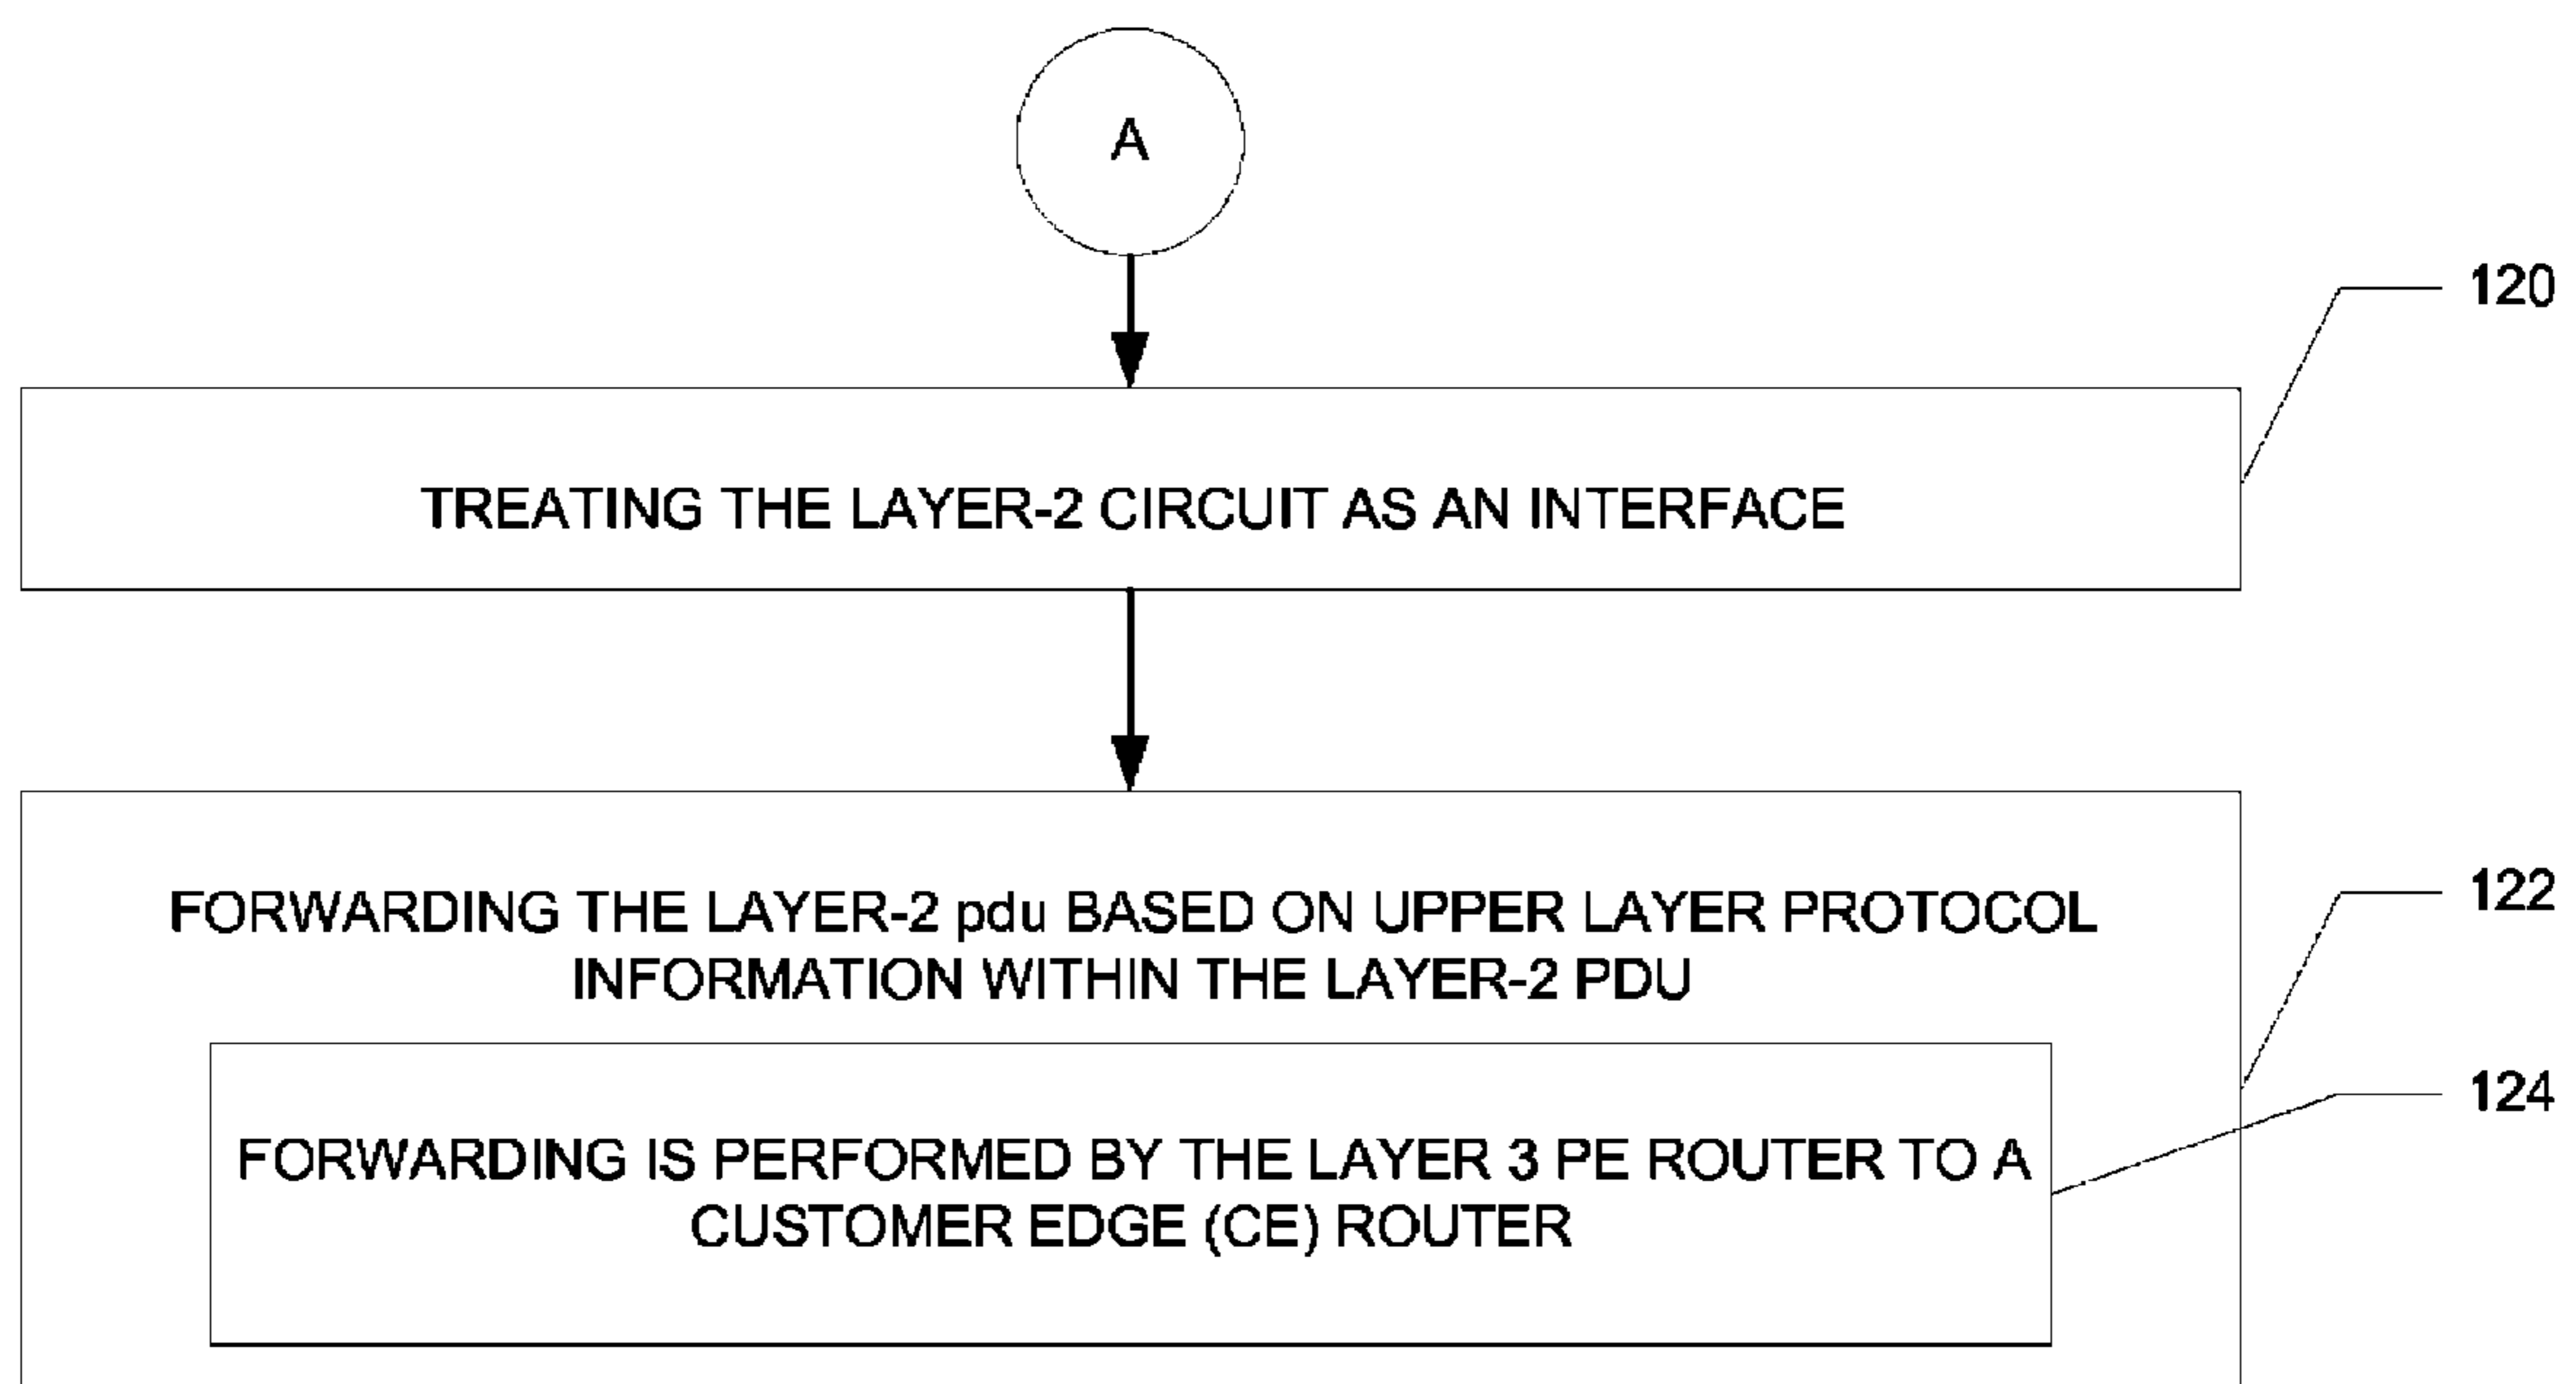 A
120
TREATING THE LAYER-2 CIRCUIT AS AN INTERFACE
FORWARDING THE LAYER-2 pdu BASED ON UPPER LAYER PROTOCOL
INFORMATION WITHIN THE LAYER-2 PDU
122
124
FORWARDING IS PERFORMED BY THE LAYER 3 PE ROUTER TO A
CUSTOMER EDGE (CE) ROUTER